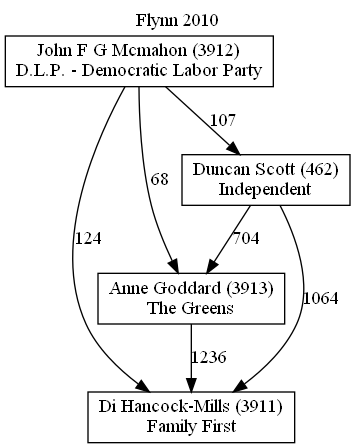 Flynn 2010
John F G Mcmahon (3912)
D.L.P. - Democratic Labor Party
107
Duncan Scott (462)
Independent
68
124
704
1064
Anne Goddard (3913)
The Greens
1236
Di Hancock-Mills (3911)
Family First